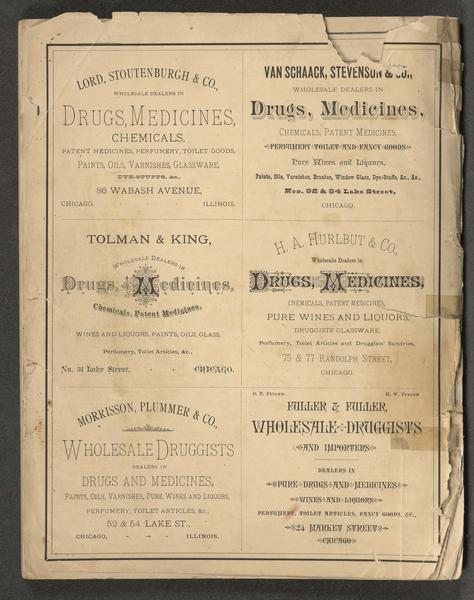 LORD, STOUTENBURGH & CO.,
WHOLESALE DEALERS IN
DRUGS, MEDICINES,
CHEMICALS,
PATENT MEDICINES, PERFUMERY, TOILET GOODS,
PAINTS, OILS, VARNISHES, GLASSWARE,
DYE-STUFFS, &c.,
86 WABASH AVENUE,
CHICAGO. ILLINOIS.
VAN SCHAACK, STEVENSON & CO.,
WHOLESALE DEALERS IN
Drugs, Medicines,
CHEMICALS, PATENT MEDICINES,
PERFUMERY TOILET AND FANCY GOODS
Pure Wines and Liquors,
Paints, Oils, Varnishes, Brushes, Window Glass, Dye-Stuffs, &c., &c.,
Nos. 92 & 94 Lake Street,
CHICAGO.
TOLMAN & KING,
WHOLESALE DEALERS IN
Drugs, Medicines,
Chemicals, Patent Medicines,
WINES AND LIQUORS, PAINTS, OILS, GLASS,
Perfumery, Toilet Articles, &c.,
No. 31 Lake Street, - - CHICAGO.
H. A. HURLBUT & CO.,
Wholesale Dealers in
DRUGS, MEDICINES,
CHEMICALS, PATENT MEDICINES,
PURE WINES AND LIQUORS,
DRUGGISTS' GLASSWARE,
Perfumery, Toilet Articles and Druggists' Sundries,
75 & 77 RANDOLPH STREET,
CHICAGO.
MORRISSON, PLUMMER & CO.,
WHOLESALE DRUGGISTS
DEALERS IN
DRUGS AND MEDICINES,
PAINTS, OILS, VARNISHES, PURE WINES AND LIQUORS,
PERFUMERY, TOILET ARTICLES, &c.,
52 & 54 LAKE ST.,
CHICAGO, - - - ILLINOIS.
O. F. FULLER. H. W. FULLER
FULLER & FULLER,
WHOLESALE DRUGGISTS
AND IMPORTERS
DEALERS IN
PURE DRUGS AND MEDICINES
WINES AND LIQUORS
PERFUMERY, TOILET ARTICLES, FANCY GOODS, &C.,
24 MARKET STREET
CHICAGO